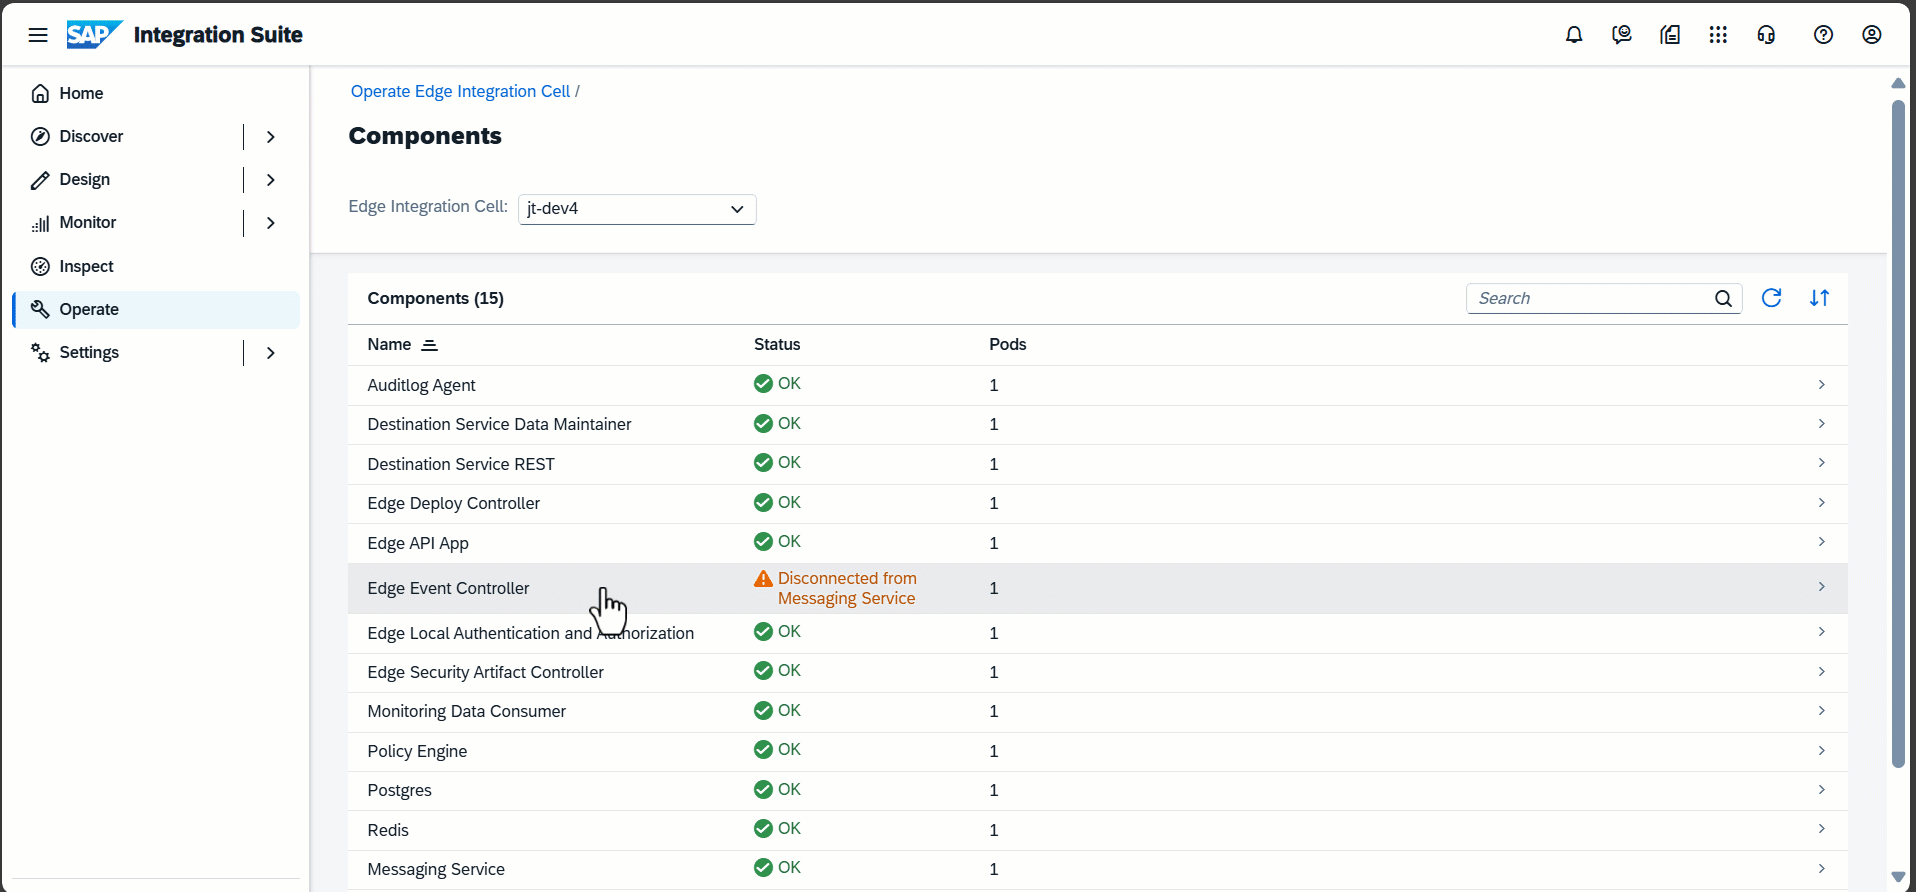 SAP Integration Suite
Home
Discover
Design
Monitor
Inspect
Operate
Settings
Operate Edge Integration Cell /
Components
Edge Integration Cell: jt-dev4
Components (15)
Search
Name Status Pods
Auditlog Agent OK 1
Destination Service Data Maintainer OK 1
Destination Service REST OK 1
Edge Deploy Controller OK 1
Edge API App OK 1
Edge Event Controller Disconnected from Messaging Service 1
Edge Local Authentication and Authorization OK 1
Edge Security Artifact Controller OK 1
Monitoring Data Consumer OK 1
Policy Engine OK 1
Postgres OK 1
Redis OK 1
Messaging Service OK 1